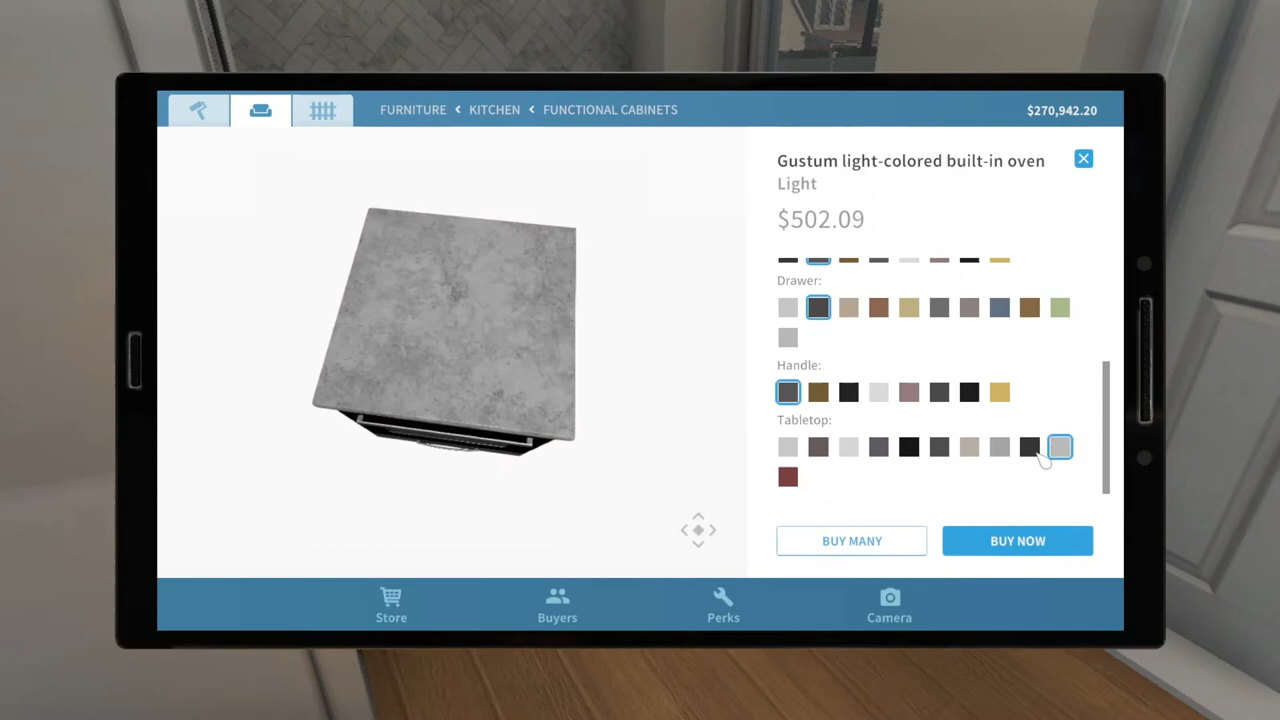 FURNITURE < KITCHEN < FUNCTIONAL CABINETS
$270,942.20
Gustum light-colored built-in oven
Light
$502.09
Drawer:
Handle:
Tabletop:
BUY MANY
BUY NOW
Store
Buyers
Perks
Camera